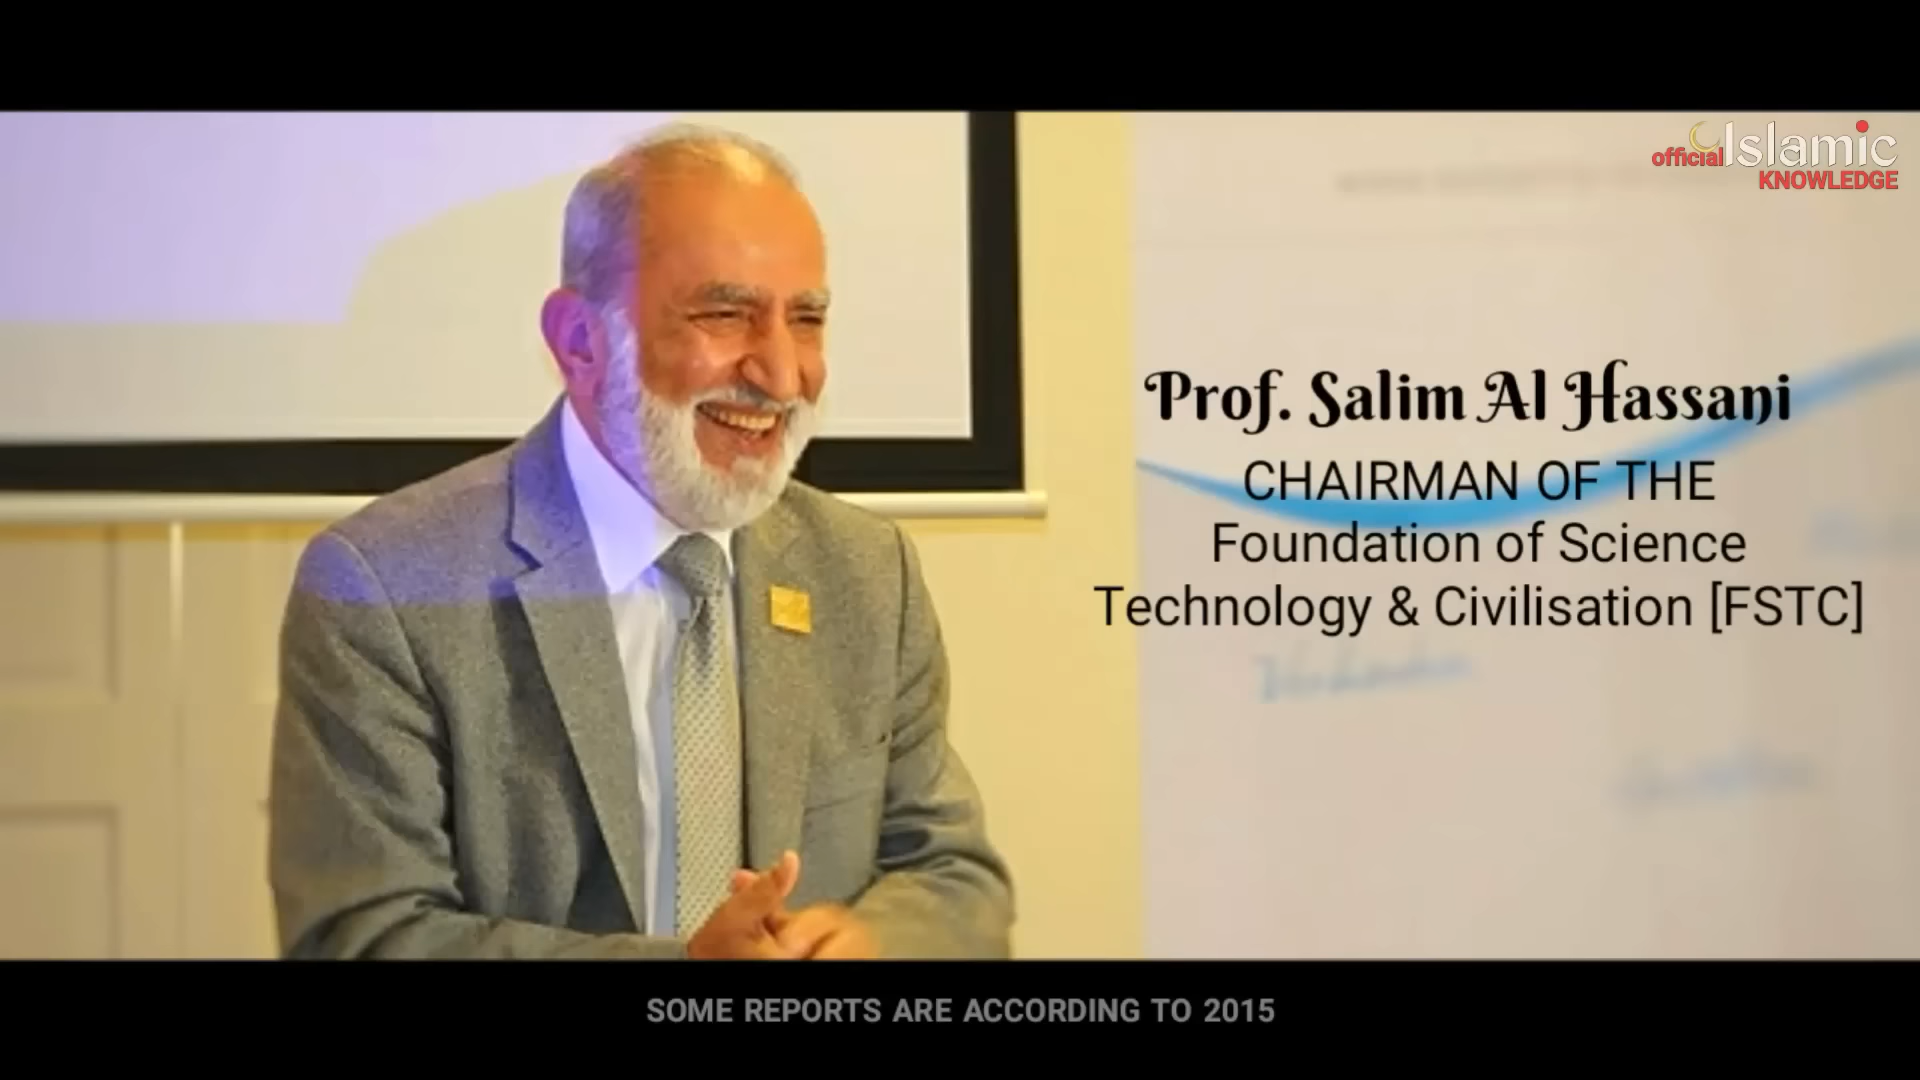 official Islamic
KNOWLEDGE
Prof. Salim Al Hassani
CHAIRMAN OF THE
Foundation of Science
Technology & Civilisation [FSTC]
SOME REPORTS ARE ACCORDING TO 2015